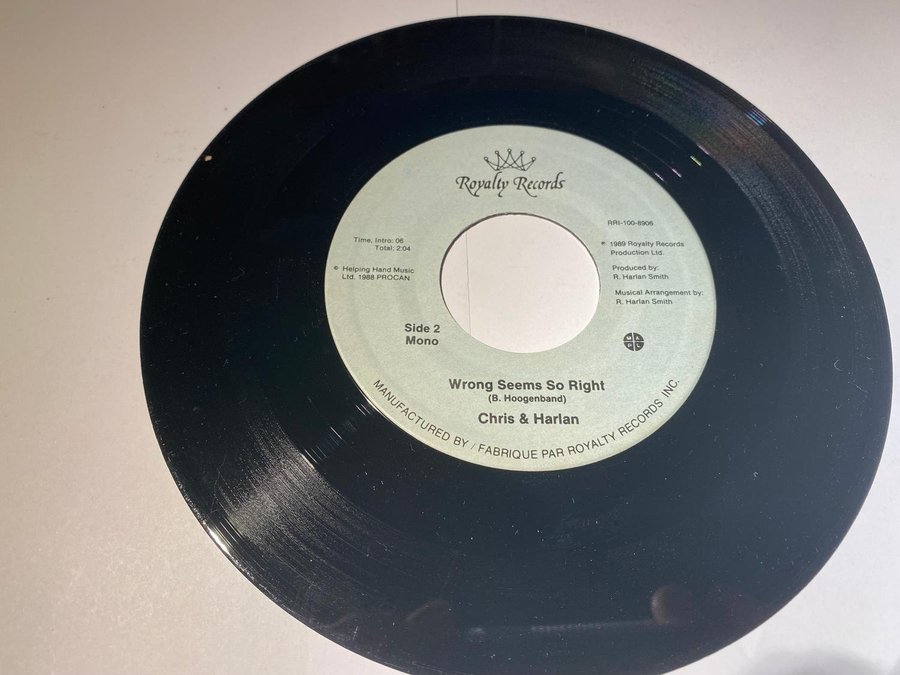 Royalty Records
RRI-100-8906
Time, Intro: 06
Total: 2:04
© Helping Hand Music
Ltd. 1988 PROCAN
℗ 1989 Royalty Records
Production Ltd.
Produced by:
R. Harlan Smith
Musical Arrangement by:
R. Harlan Smith
Side 2
Mono
M A
P L
Wrong Seems So Right
(B. Hoogenband)
Chris & Harlan
MANUFACTURED BY / FABRIQUE PAR ROYALTY RECORDS INC.